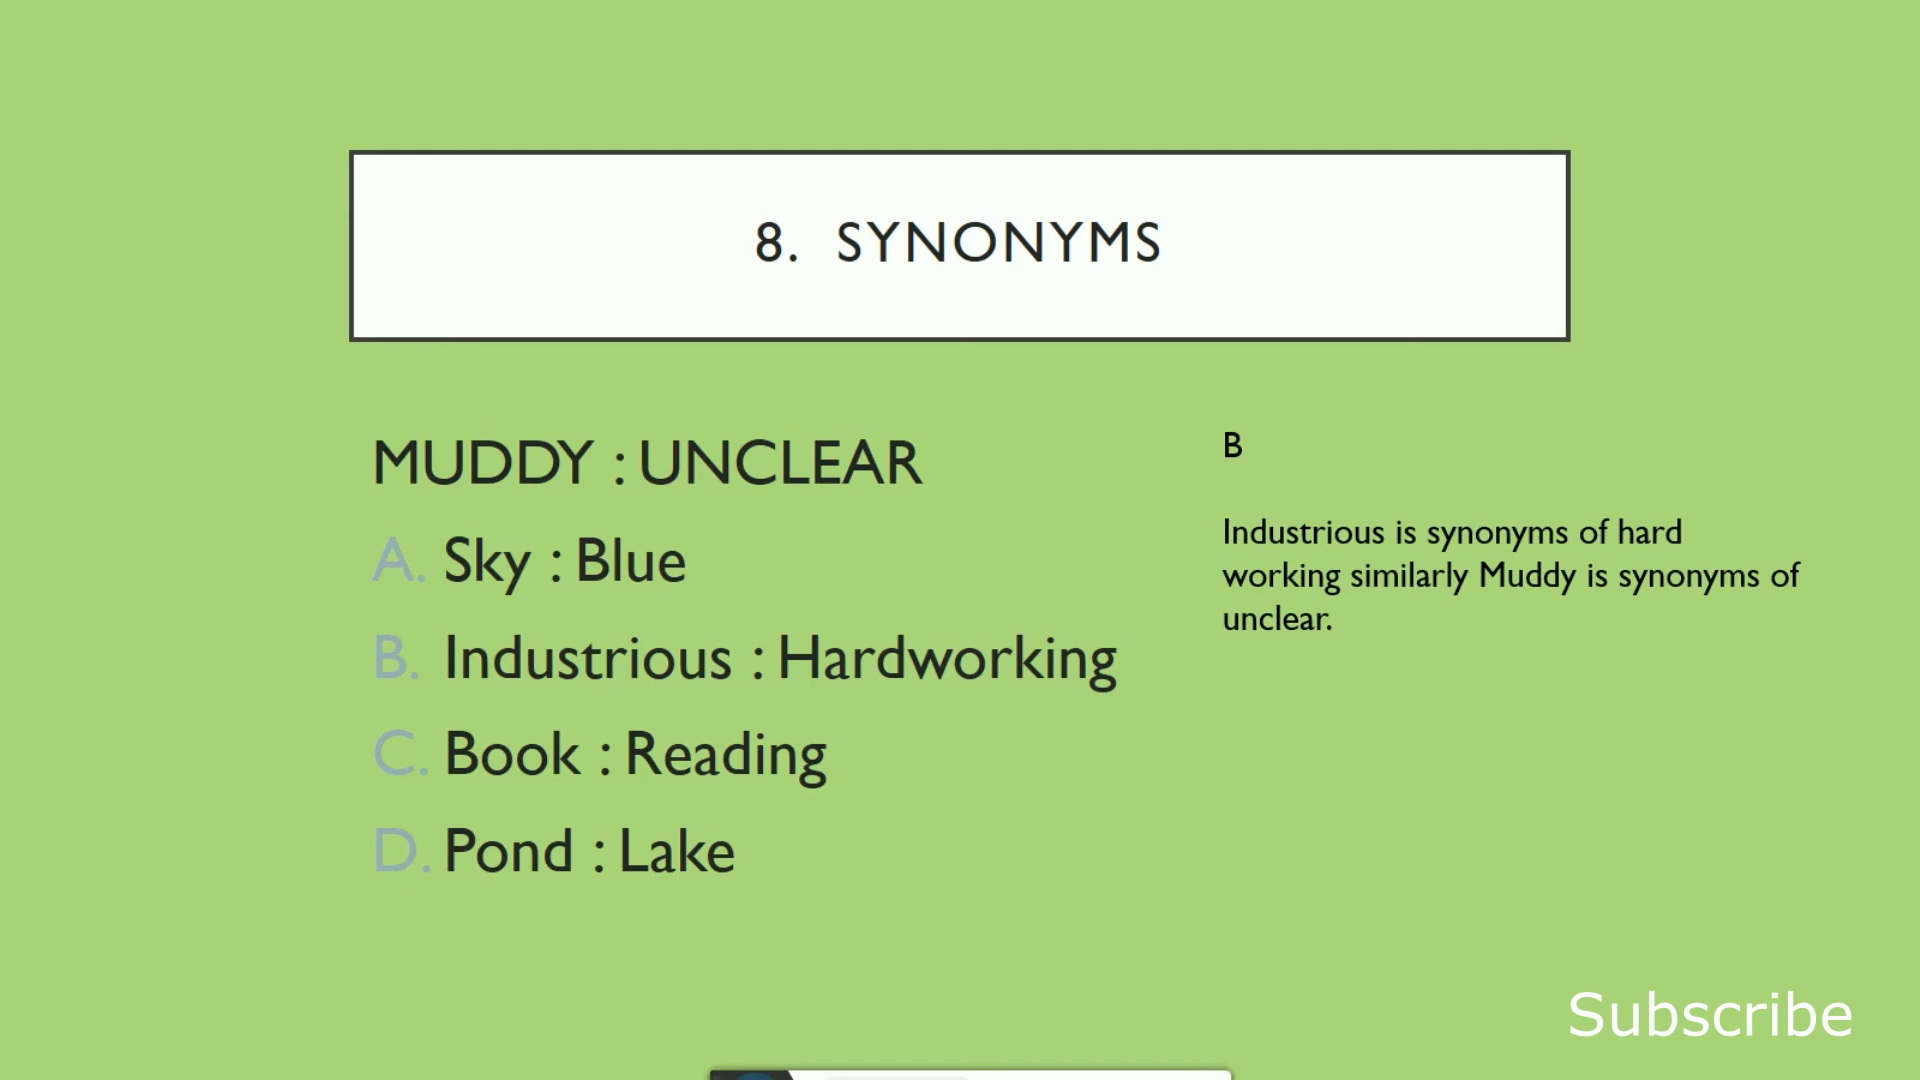 8. SYNONYMS
MUDDY : UNCLEAR
A. Sky : Blue
B. Industrious : Hardworking
C. Book : Reading
D. Pond : Lake
B
Industrious is synonyms of hard
working similarly Muddy is synonyms of
unclear.
Subscribe